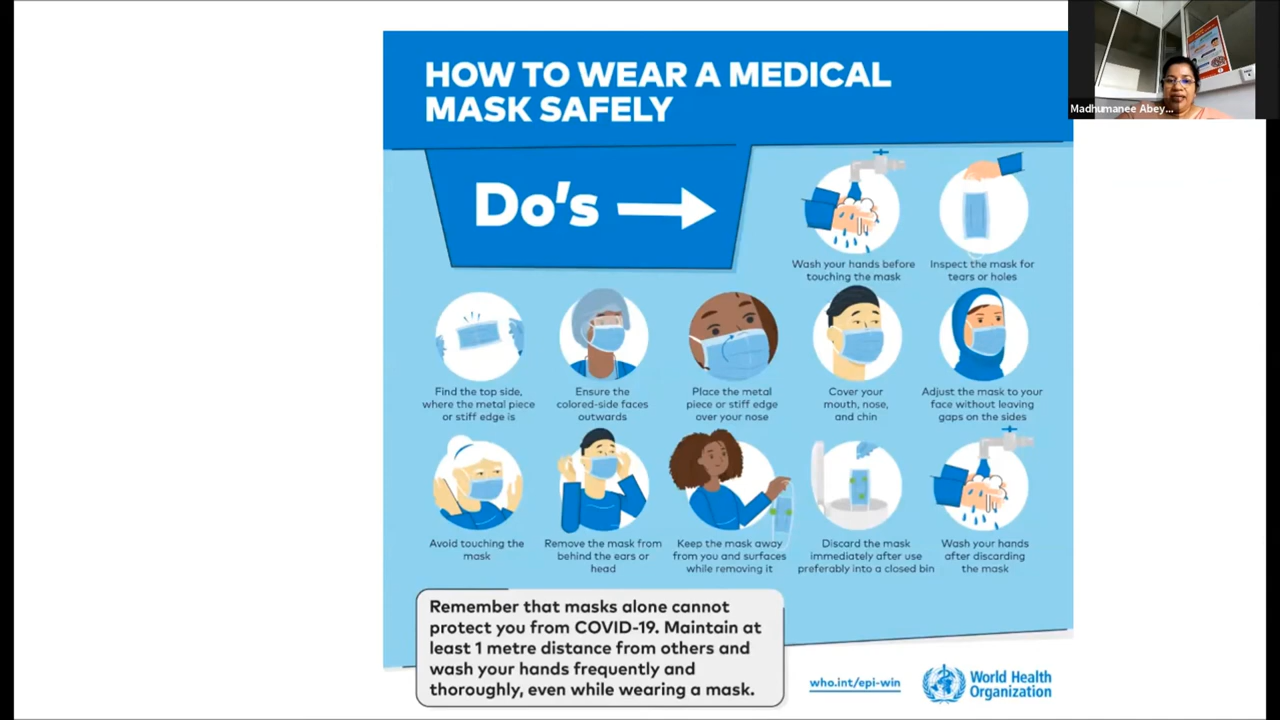 HOW TO WEAR A MEDICAL
MASK SAFELY
Madhumanee Abey...
Do's
Wash your hands before
touching the mask
Inspect the mask for
tears or holes
Find the top side,
where the metal piece
or stiff edge is
Ensure the
colored-side faces
outwards
Place the metal
piece or stiff edge
over your nose
Cover your
mouth, nose,
and chin
Adjust the mask to your
face without leaving
gaps on the sides
Avoid touching the
mask
Remove the mask from
behind the ears or
head
Keep the mask away
from you and surfaces
while removing it
Discard the mask
immediately after use
preferably into a closed bin
Wash your hands
after discarding
the mask
Remember that masks alone cannot
protect you from COVID-19. Maintain at
least 1 metre distance from others and
wash your hands frequently and
thoroughly, even while wearing a mask.
who.int/epi-win
World Health
Organization